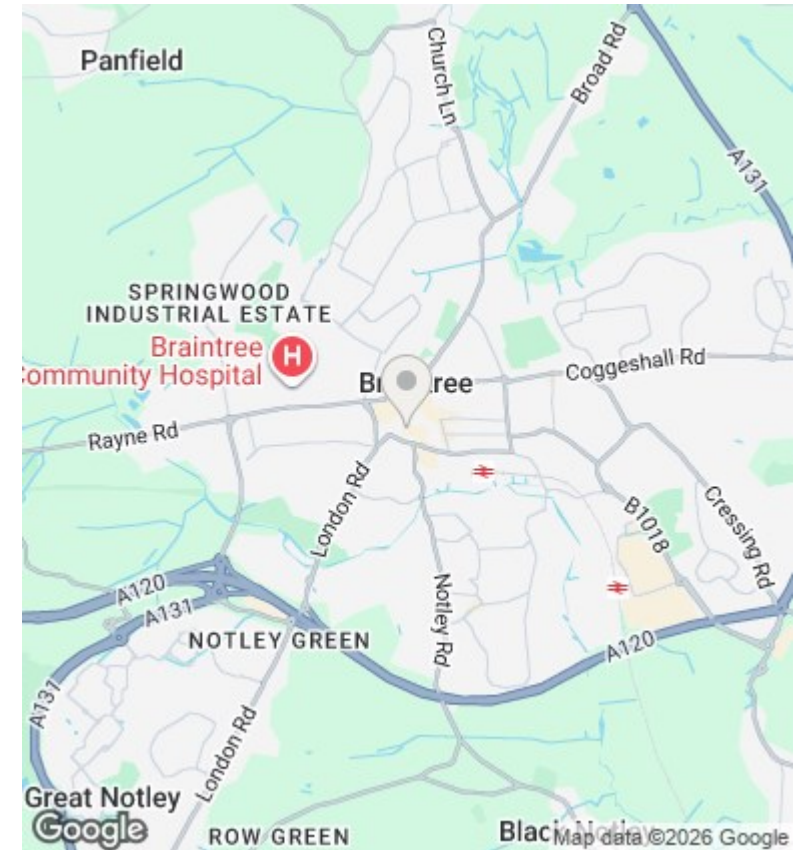 Panfield
Church Ln
Broad Rd
A131
SPRINGWOOD
INDUSTRIAL ESTATE
Braintree
Community Hospital
H
Coggeshall Rd
Rayne Rd
London Rd
B1018
Cressing Rd
A120
A131
Notley Rd
NOTLEY GREEN
A120
A131
London Rd
Great Notley
Google
ROW GREEN
Black
Map data ©2026 Google